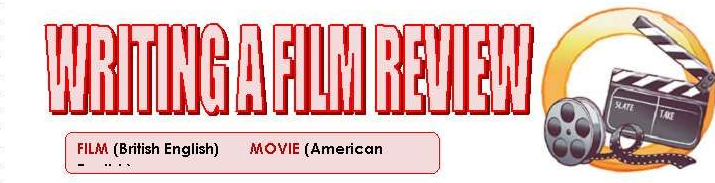 WRITING A FILM REVIEW
SLATE TAKE
FILM (British English) MOVIE (American